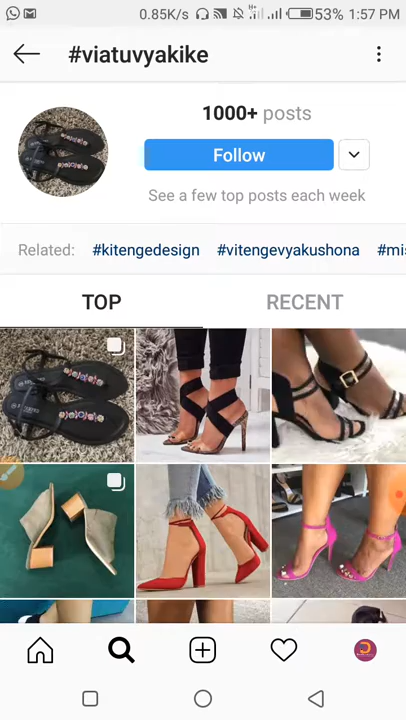 0.85K/s 53% 1:57 PM
#viatuvyakike
1000+ posts
Follow
See a few top posts each week
Related: #kitengedesign #vitengevyakushona #mis
TOP RECENT